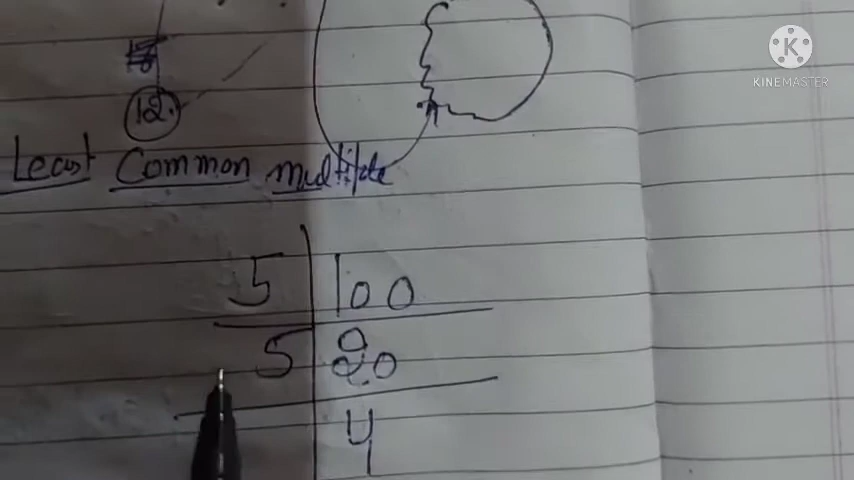 K
KINEMASTER
12.
Least Common multiple
5 100
5 20
4